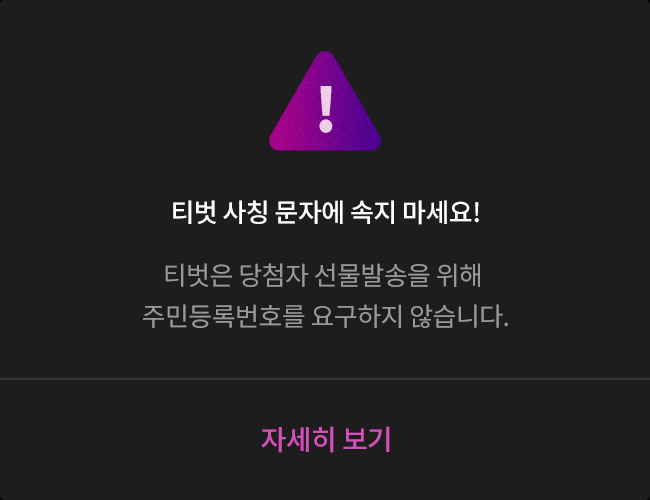 티벗 사칭 문자에 속지 마세요!
티벗은 당첨자 선물발송을 위해
주민등록번호를 요구하지 않습니다.
자세히 보기